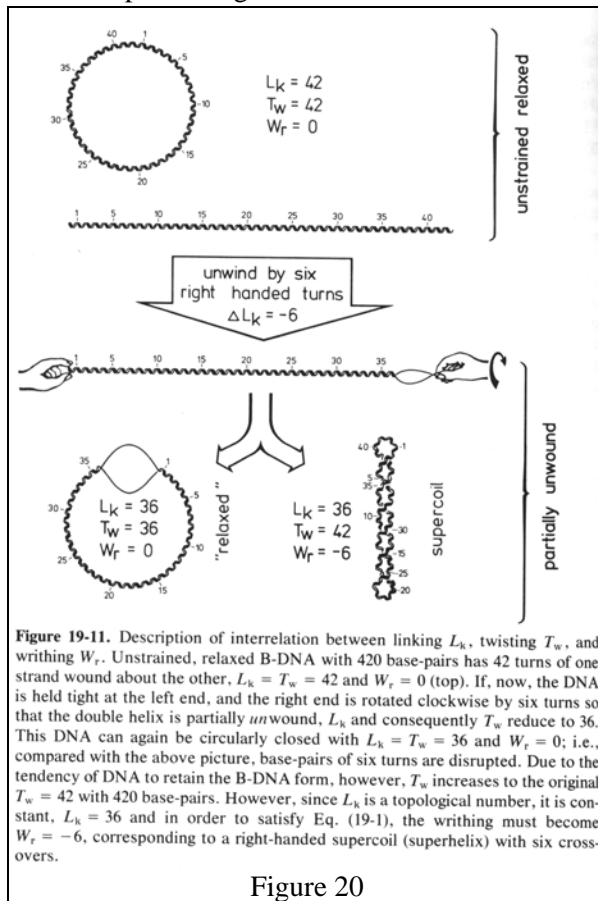 40 1
35 5
30 10
25 15
20
Lk = 42
Tw = 42
Wr = 0
unstrained relaxed
1 5 10 15 20 25 30 35 40
unwind by six
right handed turns
ΔLk = -6
1 5 10 15 20 25 30 35
35 1
30 5
25 10
20 15
Lk = 36
Tw = 36
Wr = 0
"relaxed"
40 1
5
35
10
30
15
25
20
Lk = 36
Tw = 42
Wr = -6
supercoil
partially unwound
Figure 19-11. Description of interrelation between linking Lk, twisting Tw, and
writhing Wr. Unstrained, relaxed B-DNA with 420 base-pairs has 42 turns of one
strand wound about the other, Lk = Tw = 42 and Wr = 0 (top). If, now, the DNA
is held tight at the left end, and the right end is rotated clockwise by six turns so
that the double helix is partially unwound, Lk and consequently Tw reduce to 36.
This DNA can again be circularly closed with Lk = Tw = 36 and Wr = 0; i.e.,
compared with the above picture, base-pairs of six turns are disrupted. Due to the
tendency of DNA to retain the B-DNA form, however, Tw increases to the original
Tw = 42 with 420 base-pairs. However, since Lk is a topological number, it is con-
stant, Lk = 36 and in order to satisfy Eq. (19-1), the writhing must become
Wr = -6, corresponding to a right-handed supercoil (superhelix) with six cross-
overs.
Figure 20